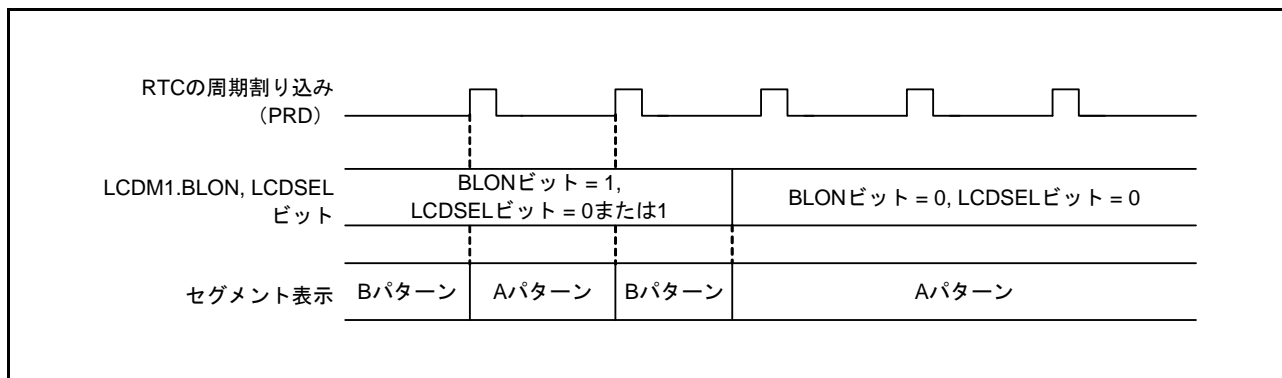 RTCの周期割り込み
（PRD）
LCDM1.BLON, LCDSEL
ビット
BLONビット = 1,
LCDSELビット = 0または1
BLONビット = 0, LCDSELビット = 0
セグメント表示
Bパターン
Aパターン
Bパターン
Aパターン